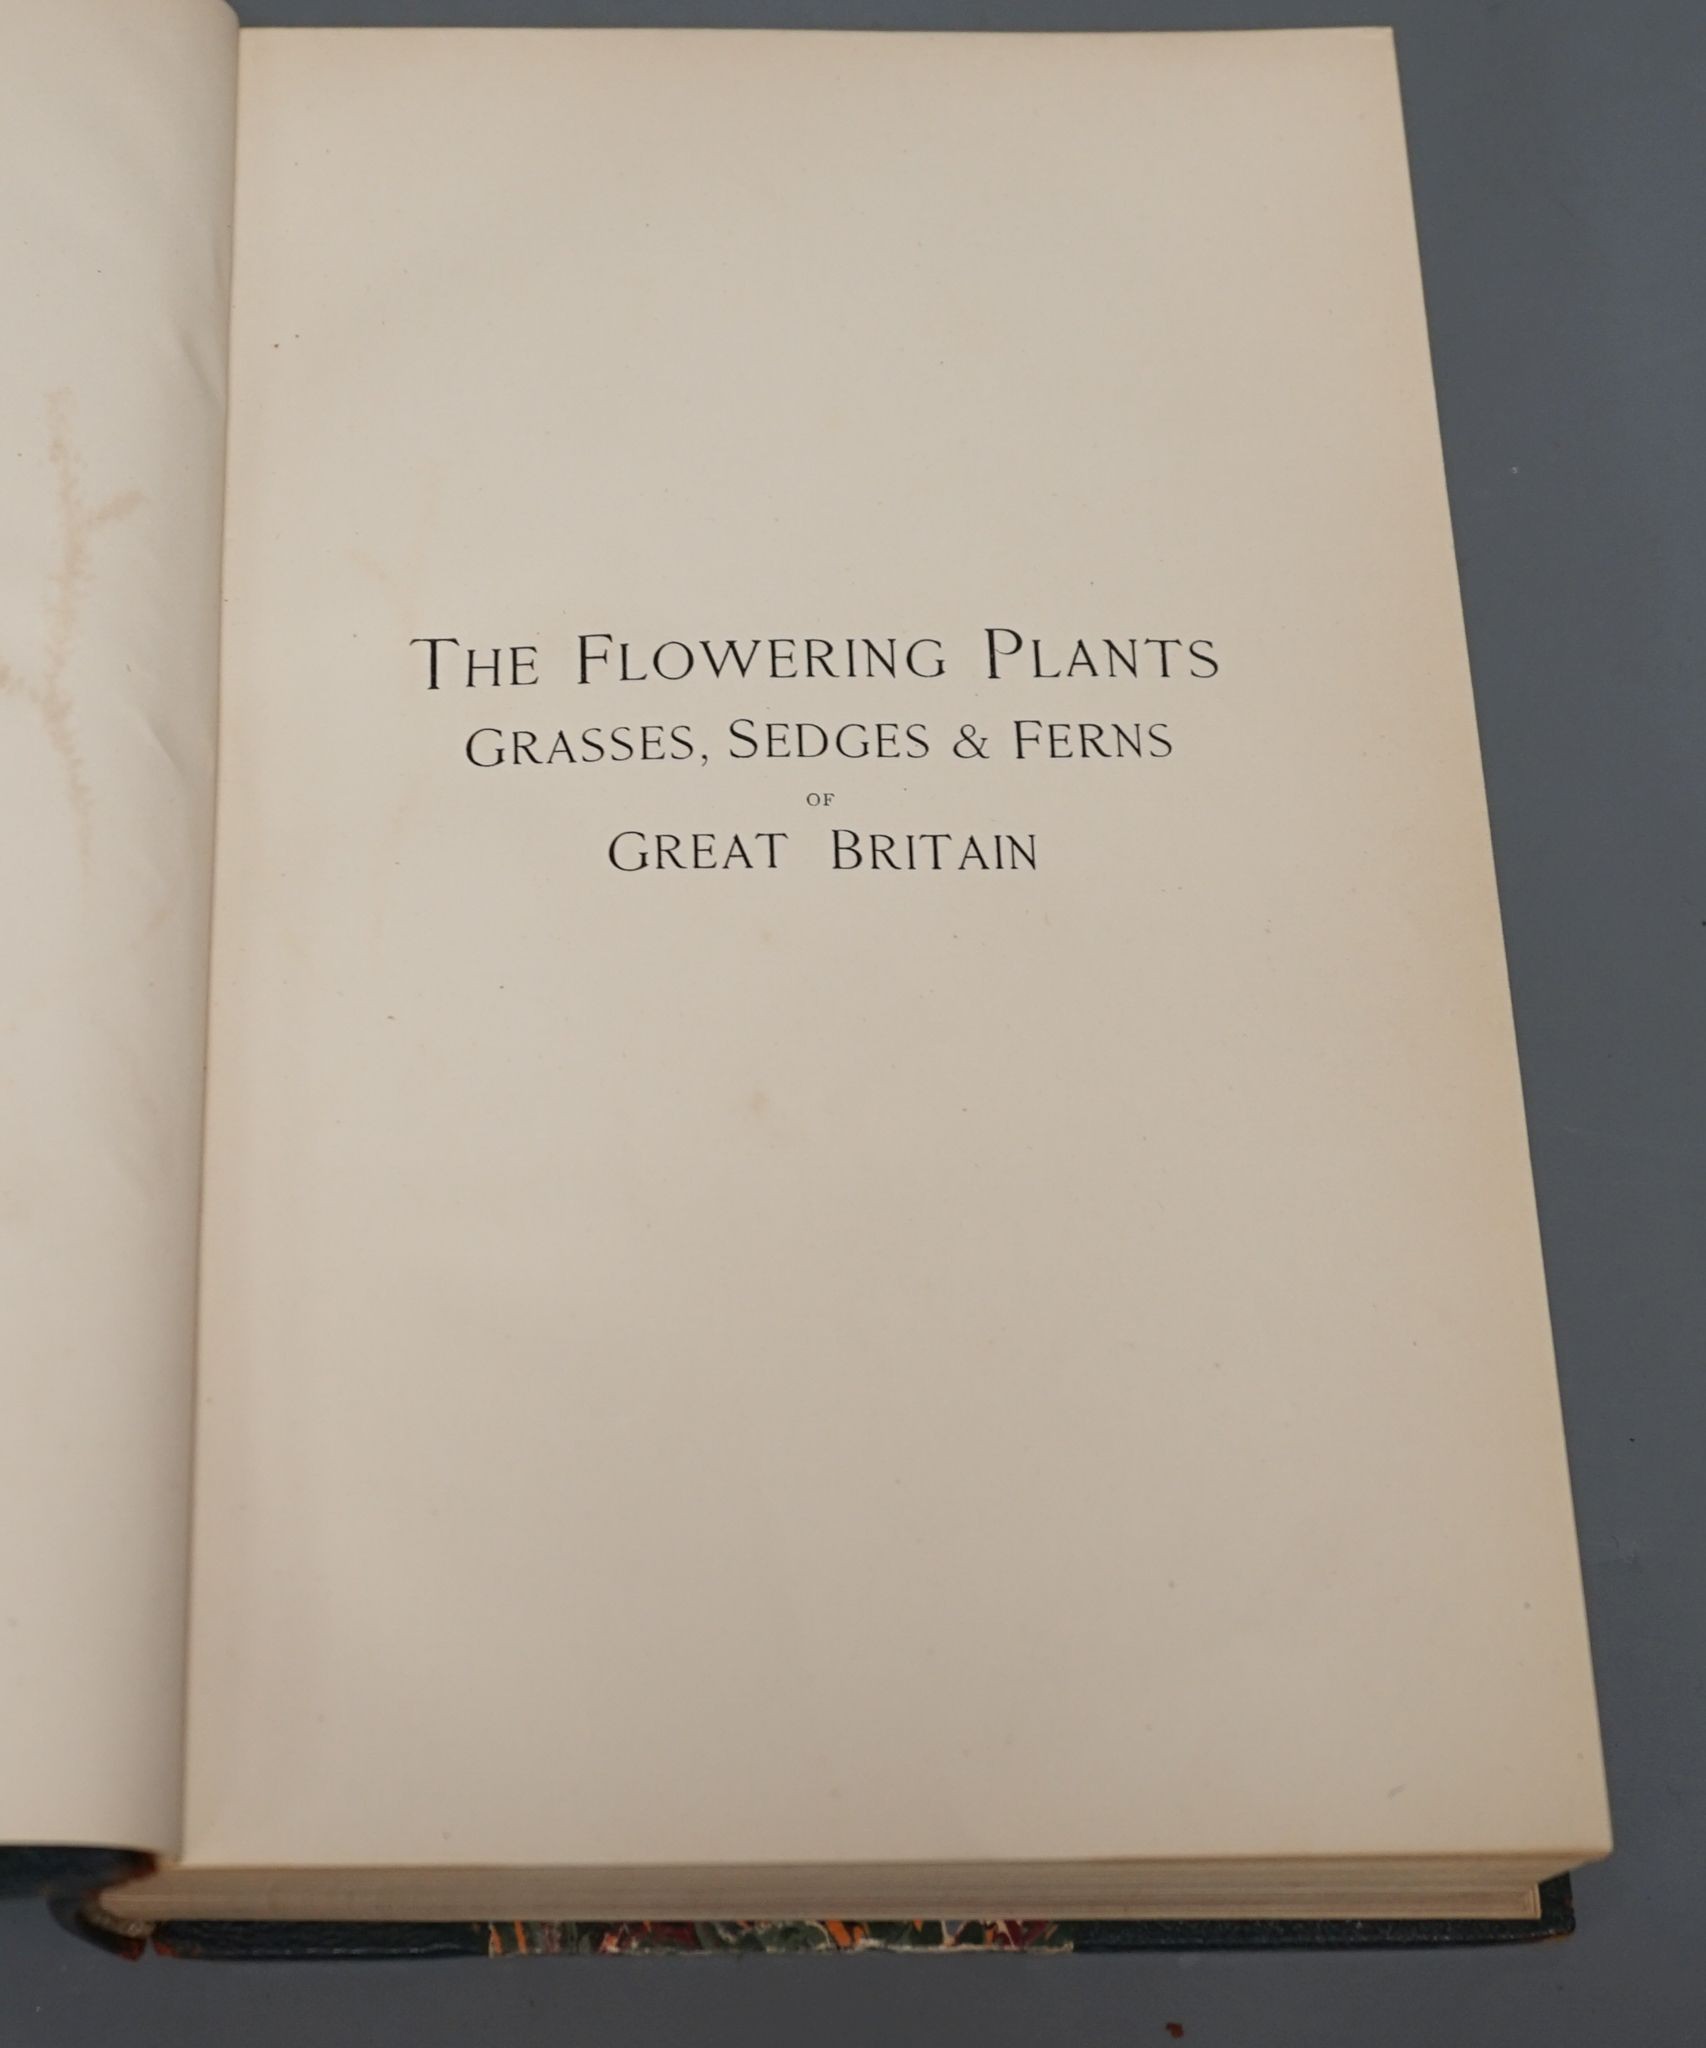 The Flowering Plants
Grasses, Sedges & Ferns
of
Great Britain